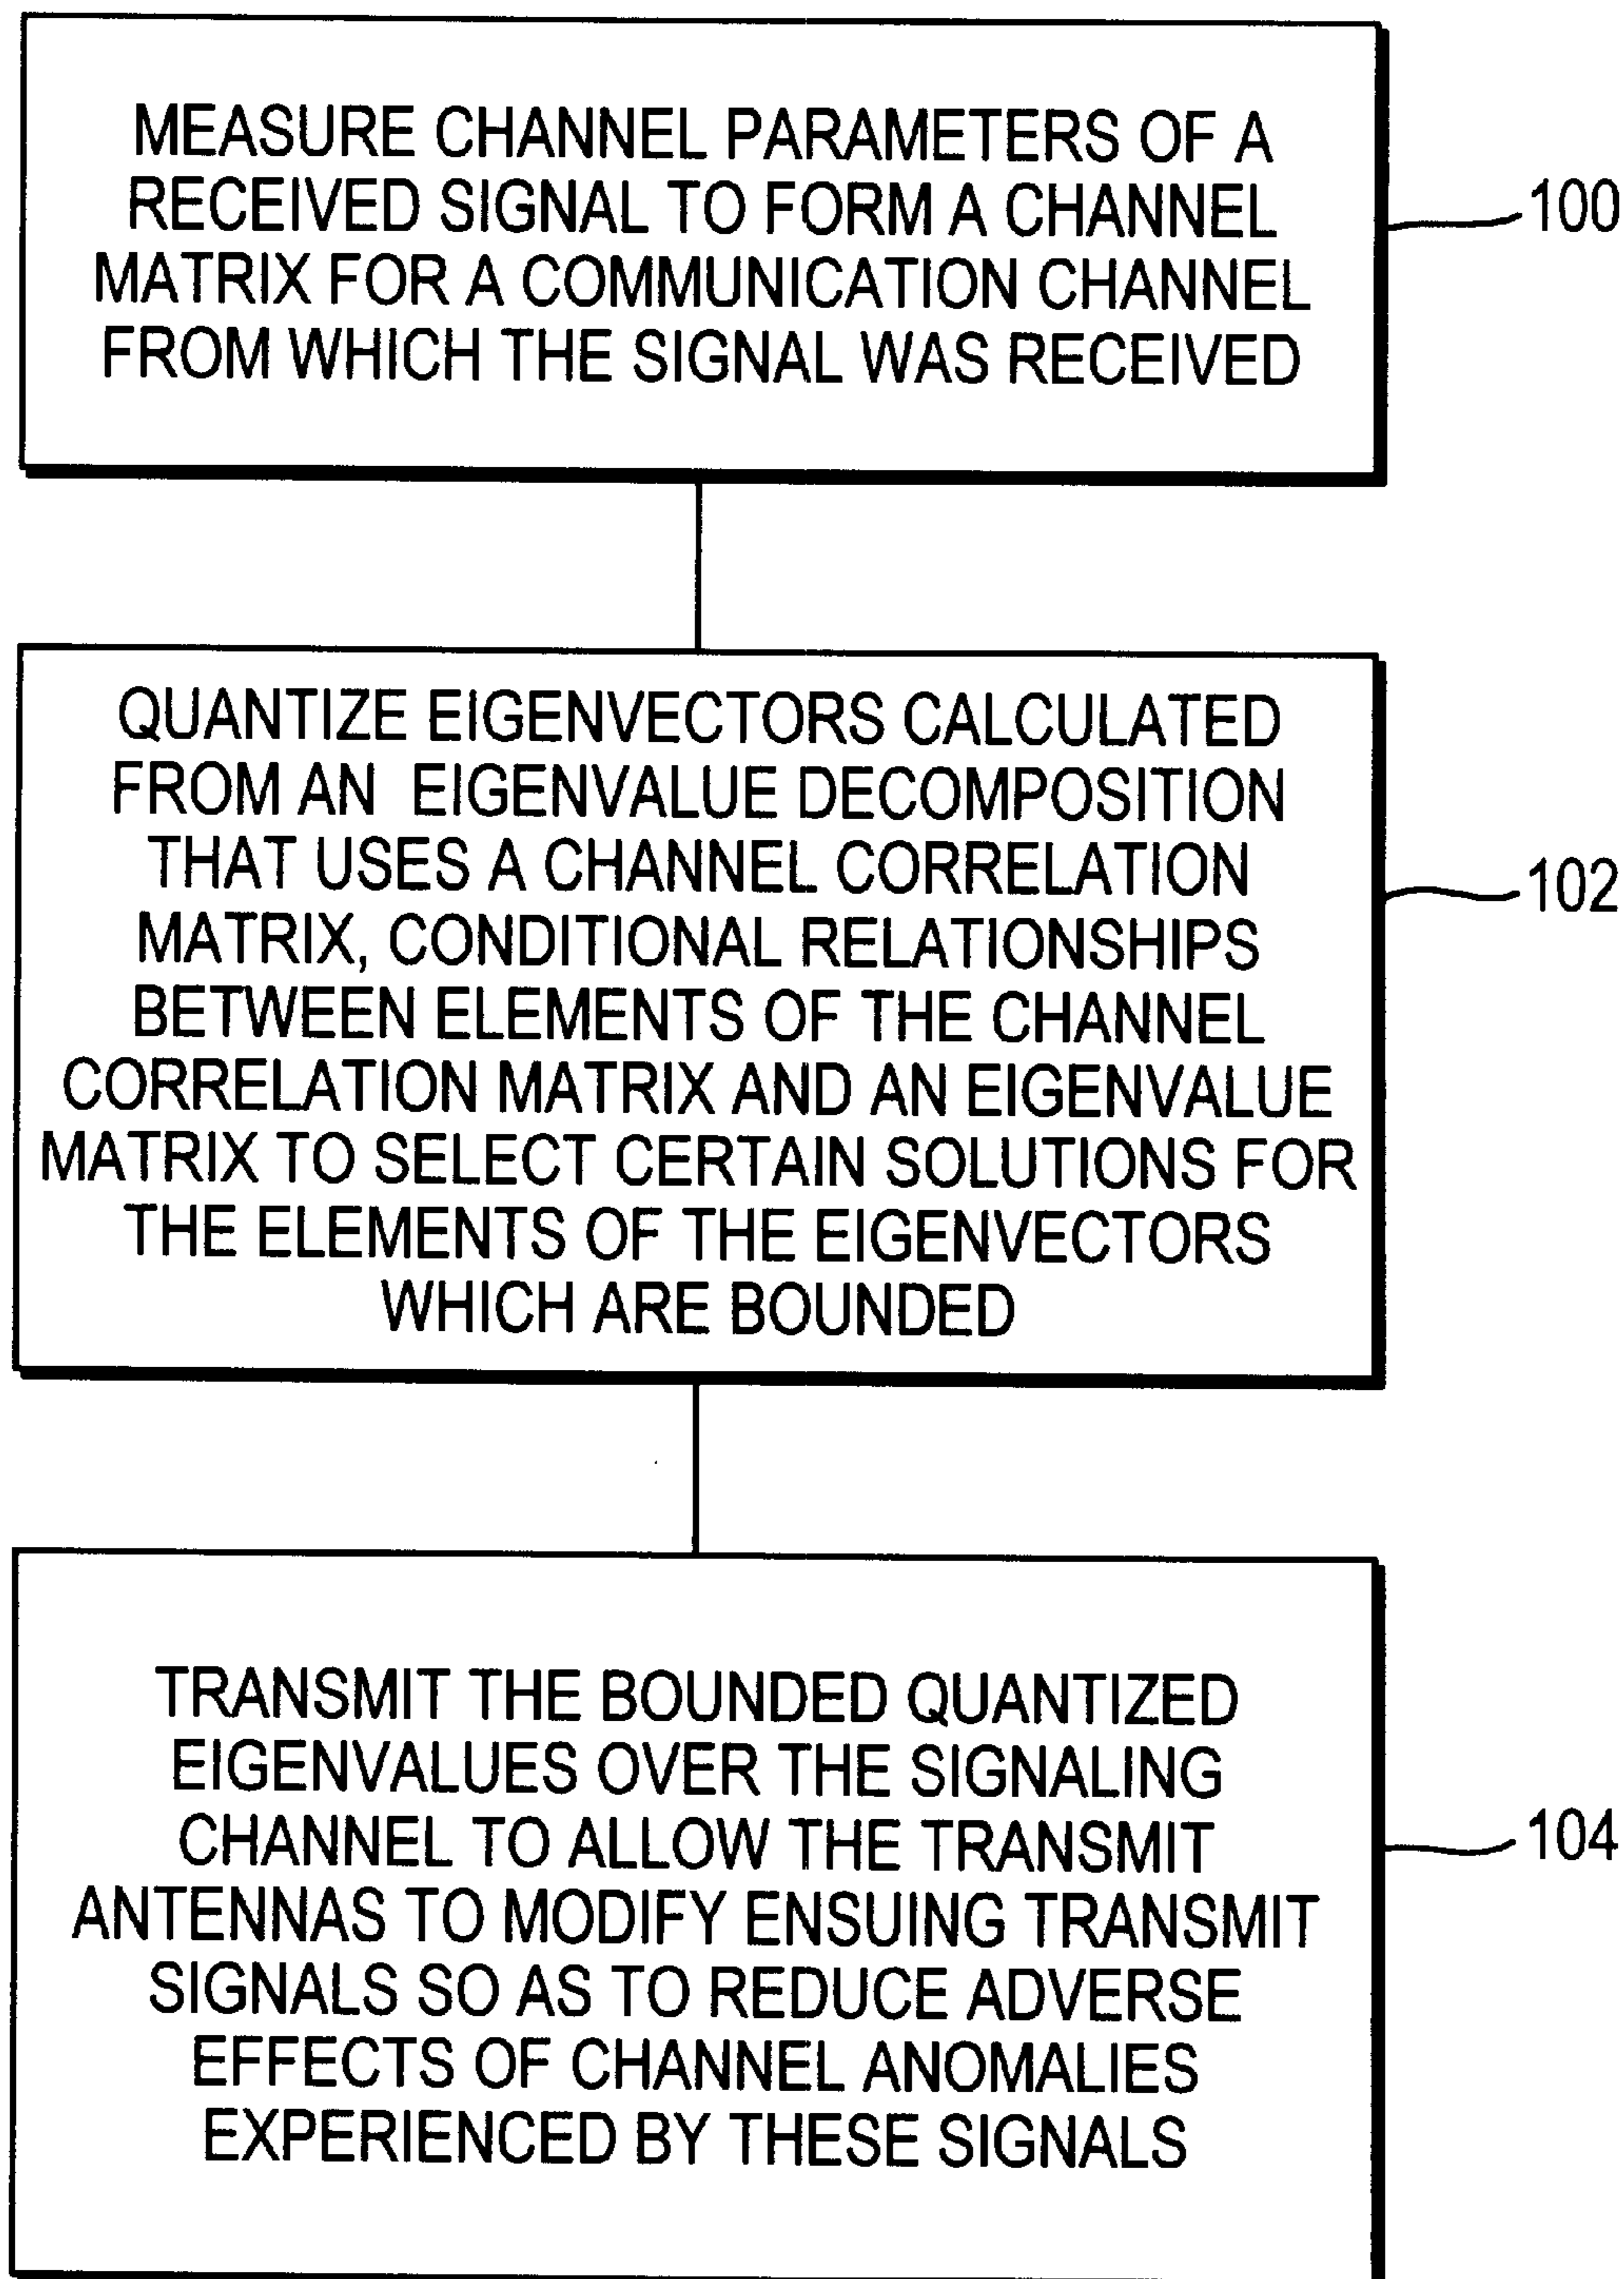 MEASURE CHANNEL PARAMETERS OF A
RECEIVED SIGNAL TO FORM A CHANNEL
MATRIX FOR A COMMUNICATION CHANNEL
FROM WHICH THE SIGNAL WAS RECEIVED
100
QUANTIZE EIGENVECTORS CALCULATED
FROM AN EIGENVALUE DECOMPOSITION
THAT USES A CHANNEL CORRELATION
MATRIX, CONDITIONAL RELATIONSHIPS
BETWEEN ELEMENTS OF THE CHANNEL
CORRELATION MATRIX AND AN EIGENVALUE
MATRIX TO SELECT CERTAIN SOLUTIONS FOR
THE ELEMENTS OF THE EIGENVECTORS
WHICH ARE BOUNDED
102
TRANSMIT THE BOUNDED QUANTIZED
EIGENVALUES OVER THE SIGNALING
CHANNEL TO ALLOW THE TRANSMIT
ANTENNAS TO MODIFY ENSUING TRANSMIT
SIGNALS SO AS TO REDUCE ADVERSE
EFFECTS OF CHANNEL ANOMALIES
EXPERIENCED BY THESE SIGNALS
104